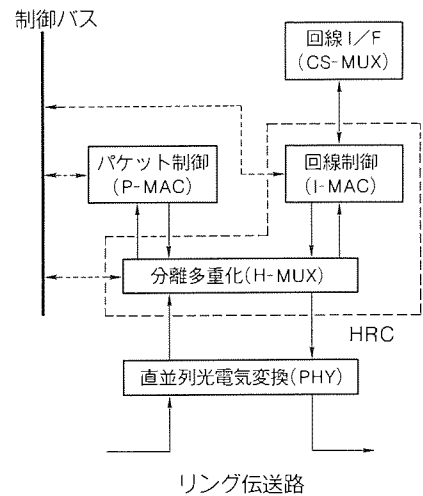 制御バス
回線I/F
(CS-MUX)
パケット制御
(P-MAC)
回線制御
(I-MAC)
分離多重化(H-MUX)
HRC
直並列光電気変換(PHY)
リング伝送路